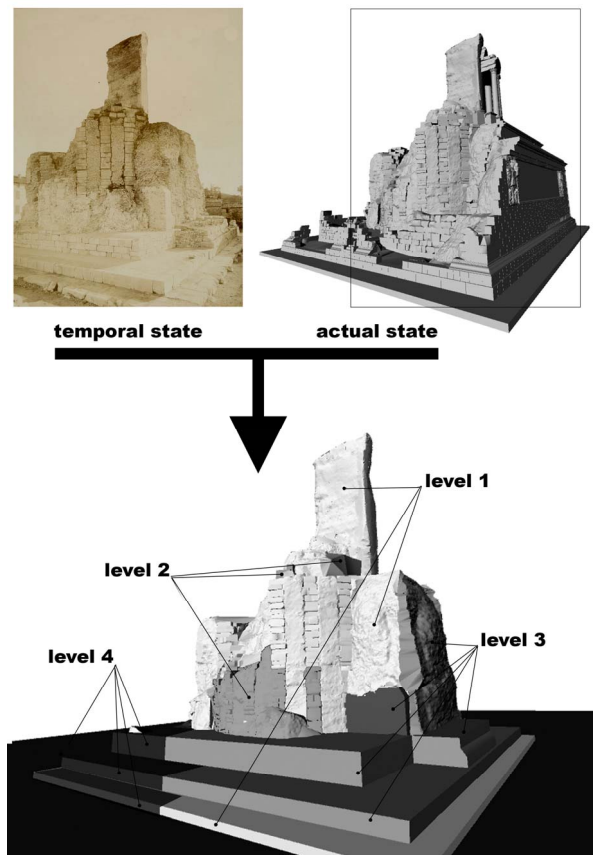 temporal state
actual state
level 1
level 2
level 3
level 4